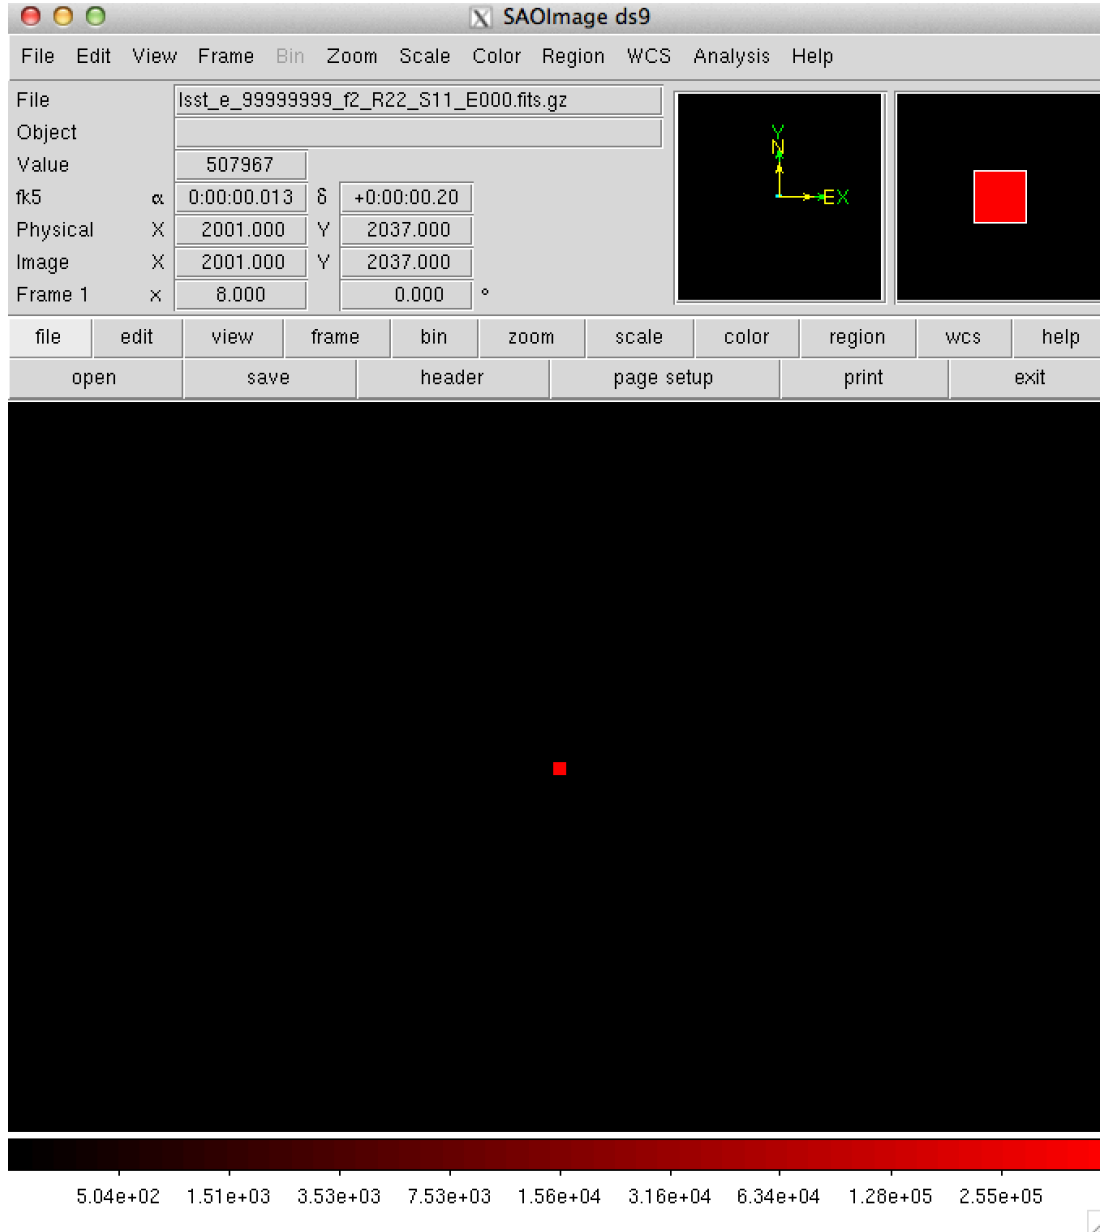 SAOImage ds9
File Edit View Frame Bin Zoom Scale Color Region WCS Analysis Help
File lsst_e_99999999_f2_R22_S11_E000.fits.gz
Object
Value 507967
fk5 α 0:00:00.013 δ +0:00:00.20
Physical X 2001.000 Y 2037.000
Image X 2001.000 Y 2037.000
Frame 1 x 8.000 0.000 °
Y
N
E X
file edit view frame bin zoom scale color region wcs help
open save header page setup print exit
5.04e+02 1.51e+03 3.53e+03 7.53e+03 1.56e+04 3.16e+04 6.34e+04 1.28e+05 2.55e+05